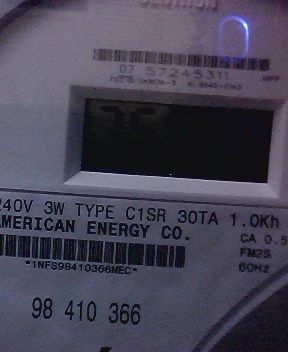 07 57245311
240V 3W TYPE C1SR 30TA 1.0Kh
AMERICAN ENERGY CO.
CA 0.5
FM2S
60Hz
*1NFS98410366MEC*
98 410 366